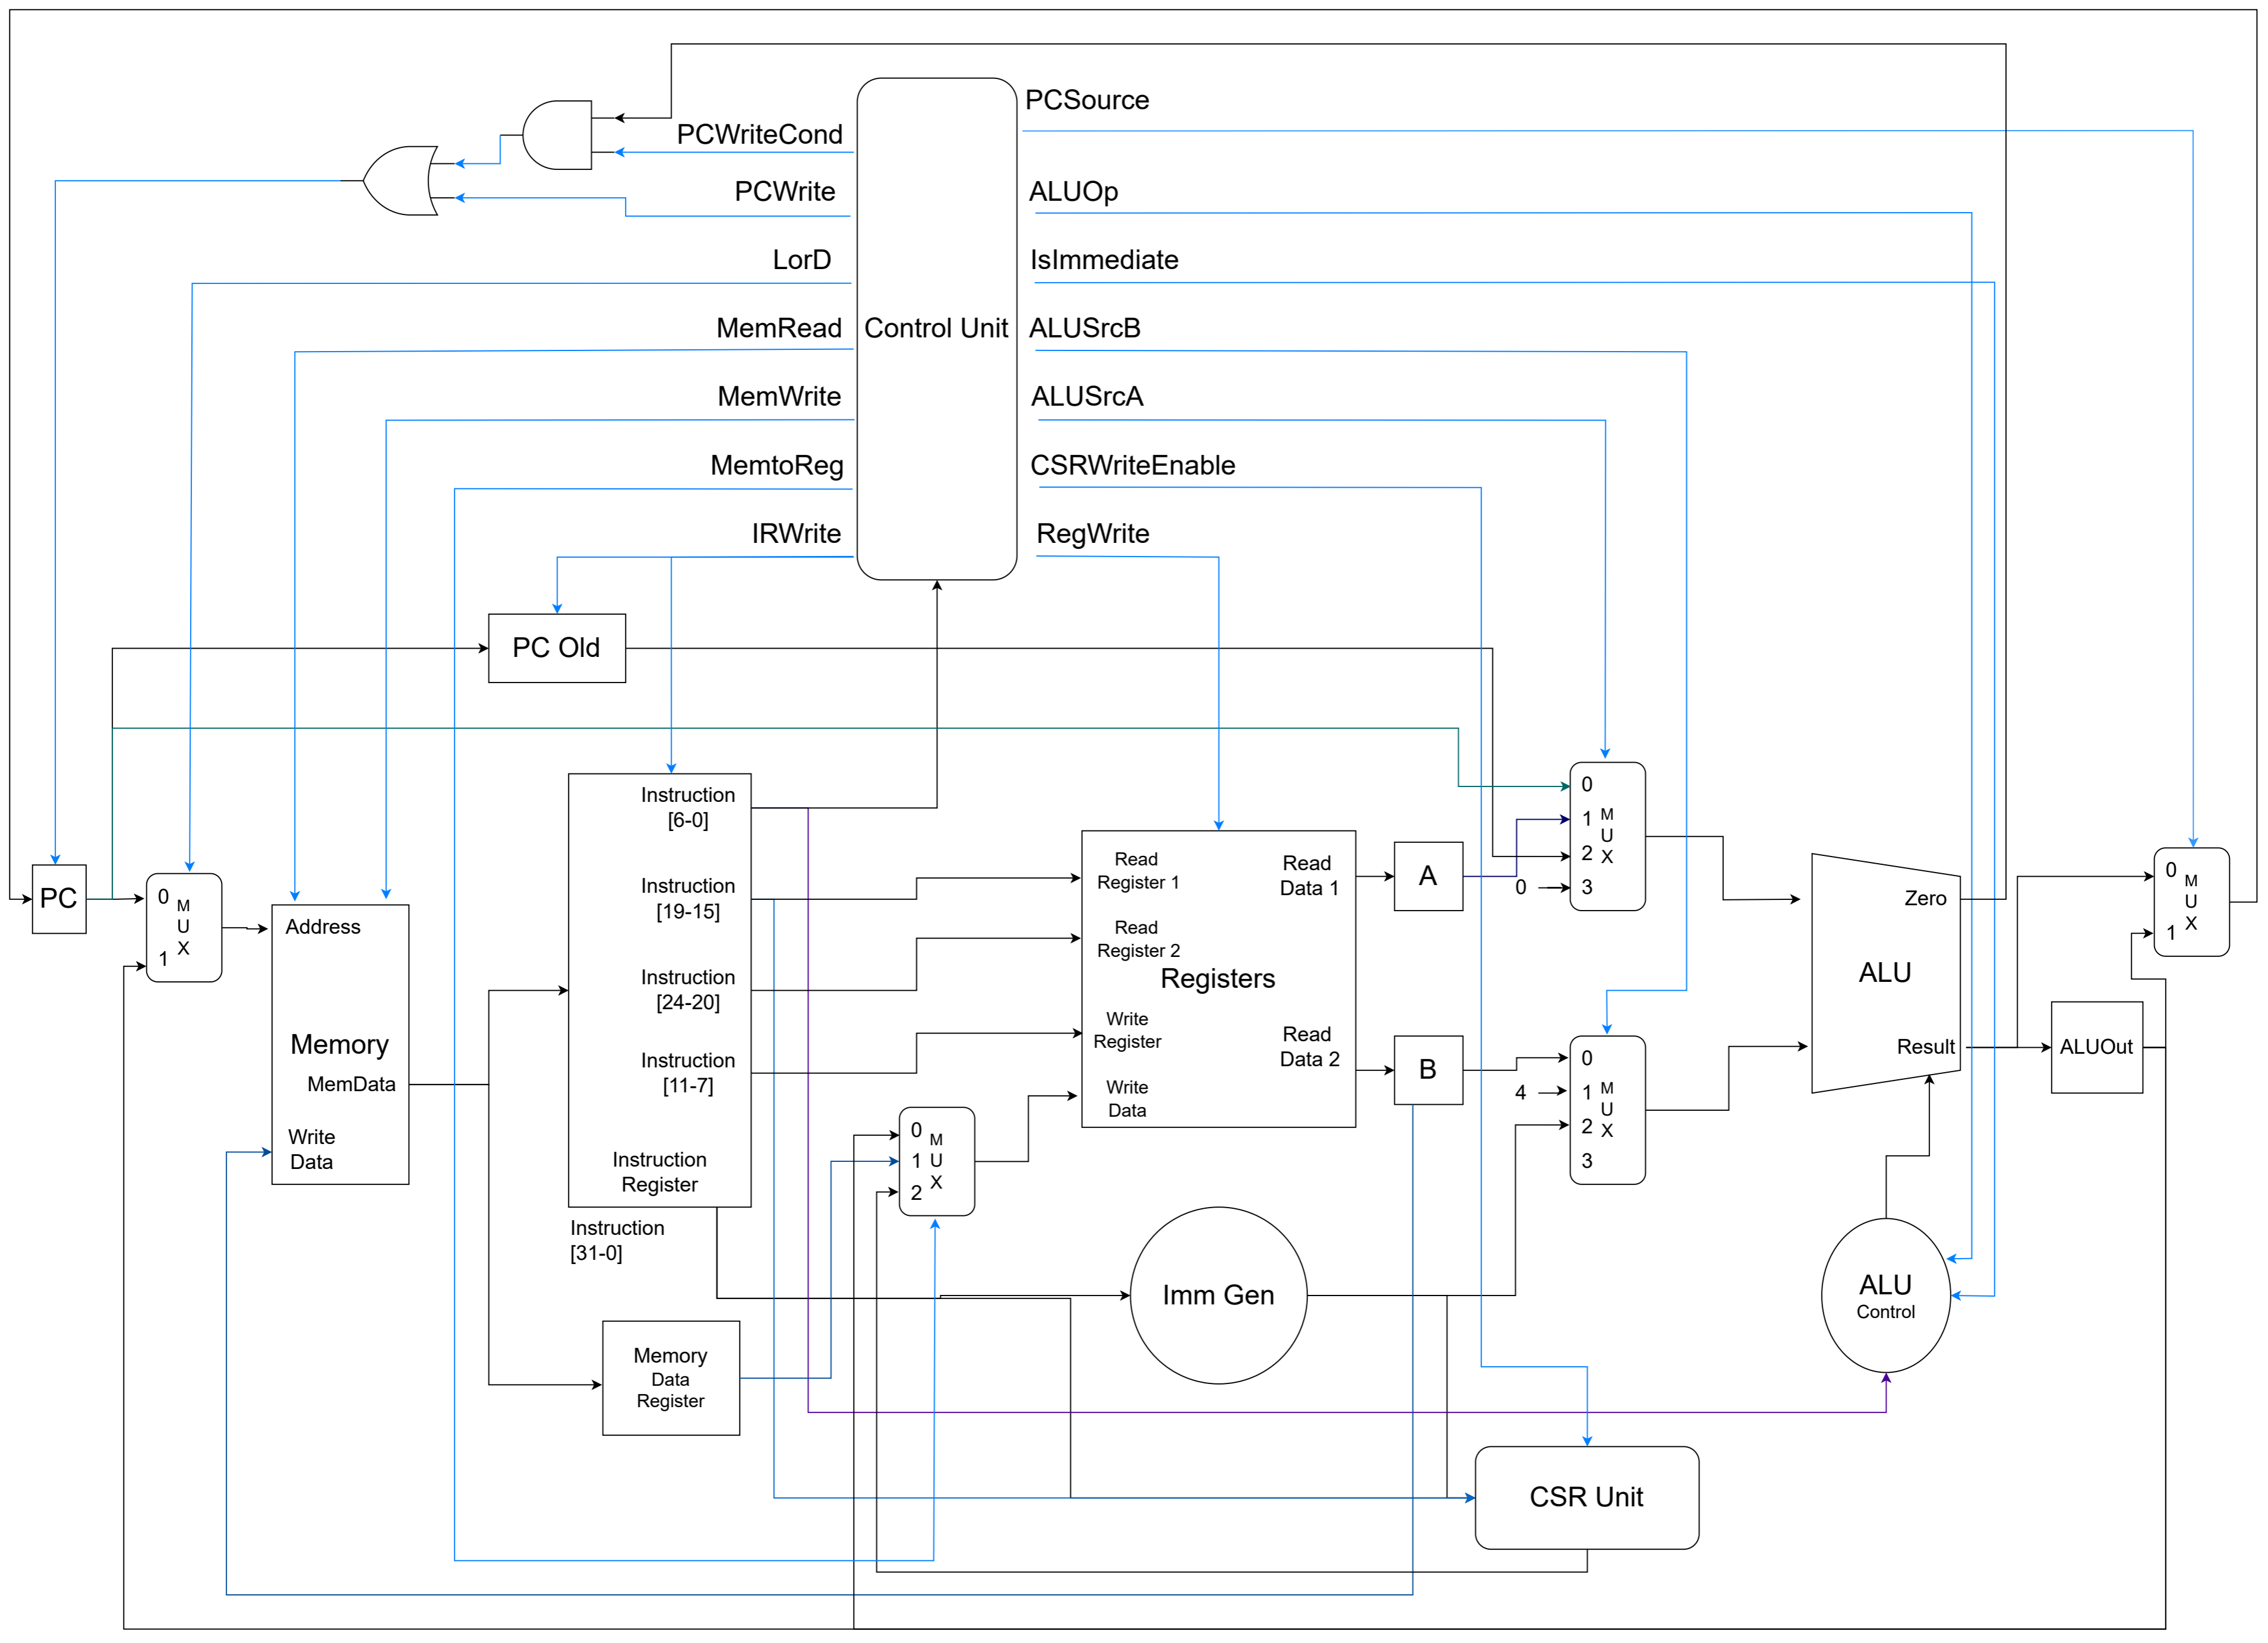 PCSource
PCWriteCond
PCWrite
ALUOp
LorD
IsImmediate
MemRead
Control Unit
ALUSrcB
MemWrite
ALUSrcA
MemtoReg
CSRWriteEnable
IRWrite
RegWrite
PC Old
PC
0
M
U
X
1
Address
Memory
MemData
Write
Data
Instruction
[6-0]
Instruction
[19-15]
Instruction
[24-20]
Instruction
[11-7]
Instruction
Register
Instruction
[31-0]
Memory
Data
Register
0
1
2
M
U
X
Read
Register 1
Read
Register 2
Registers
Write
Register
Write
Data
Read
Data 1
Read
Data 2
A
B
Imm Gen
0
0
1
2
3
M
U
X
4
0
1
2
3
M
U
X
Zero
ALU
Result
ALU
Control
CSR Unit
ALUOut
0
M
U
X
1